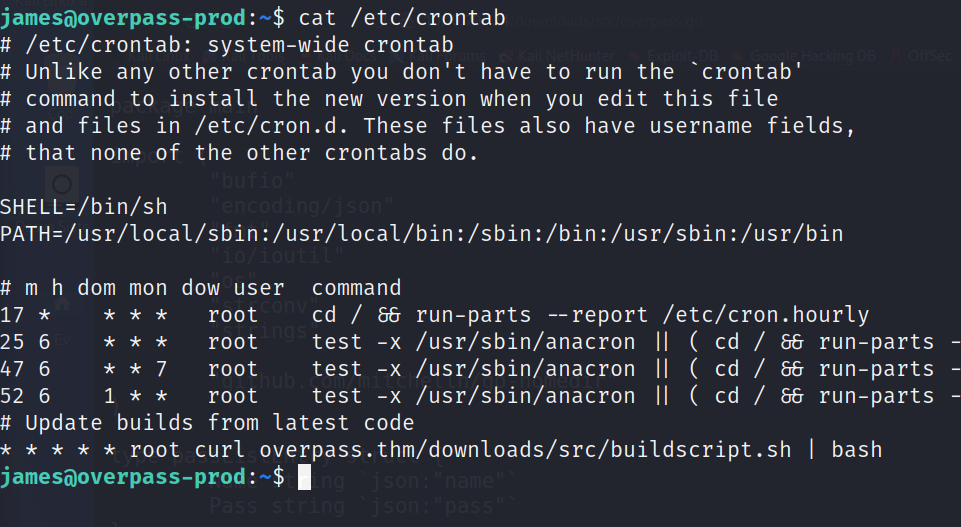 james@overpass-prod:~$ cat /etc/crontab
# /etc/crontab: system-wide crontab
# Unlike any other crontab you don't have to run the `crontab'
# command to install the new version when you edit this file
# and files in /etc/cron.d. These files also have username fields,
# that none of the other crontabs do.
SHELL=/bin/sh
PATH=/usr/local/sbin:/usr/local/bin:/sbin:/bin:/usr/sbin:/usr/bin
# m h dom mon dow user  command
17 *    * * *   root    cd / && run-parts --report /etc/cron.hourly
25 6    * * *   root    test -x /usr/sbin/anacron || ( cd / && run-parts -
47 6    * * 7   root    test -x /usr/sbin/anacron || ( cd / && run-parts -
52 6    1 * *   root    test -x /usr/sbin/anacron || ( cd / && run-parts -
# Update builds from latest code
* * * * * root curl overpass.thm/downloads/src/buildscript.sh | bash
james@overpass-prod:~$